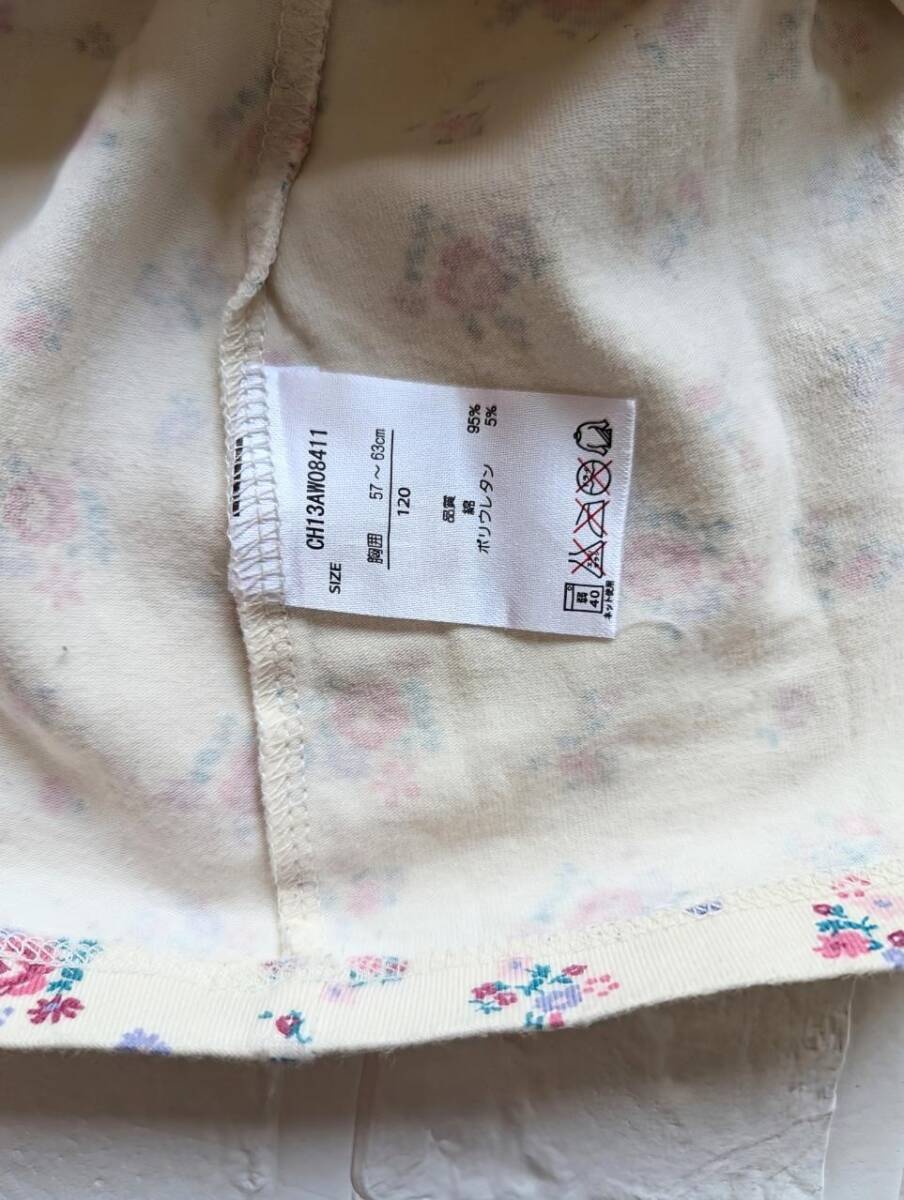 CH13AW08411
SIZE
胸囲 57～63cm
120
品質
綿 95%
ポリウレタン 5%
弱
40
ネット使用